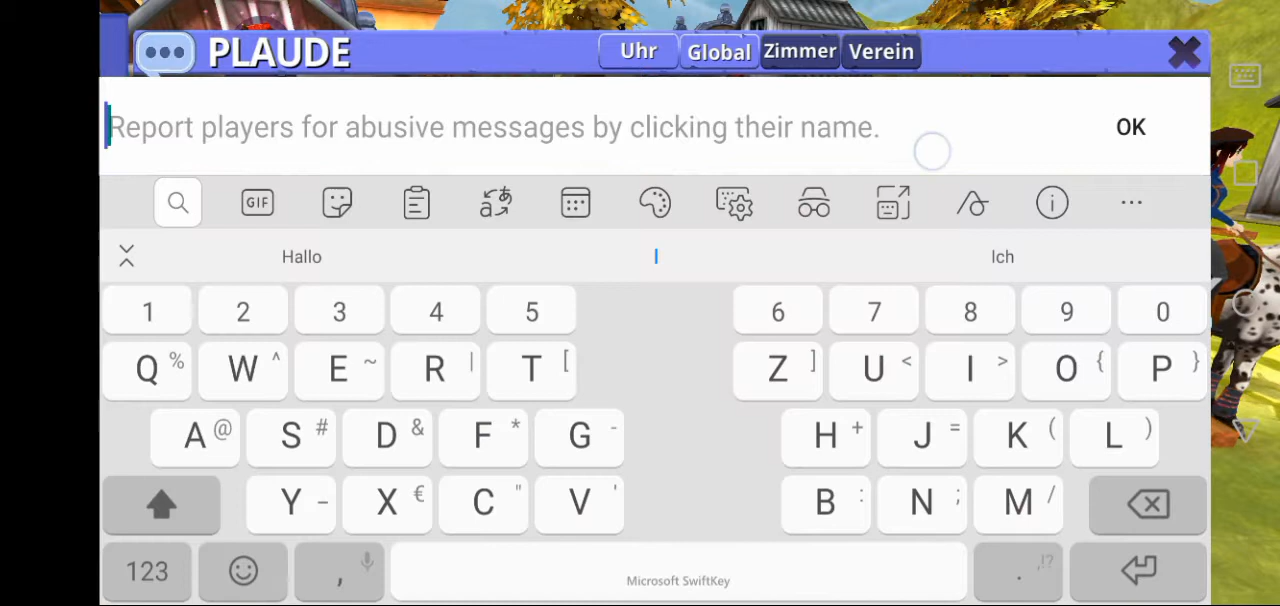 PLAUDE
Uhr Global Zimmer Verein
Report players for abusive messages by clicking their name.
OK
GIF
Hallo I Ich
1 2 3 4 5 6 7 8 9 0
Q % W ^ E ~ R | T [ Z ] U < I > O { P }
A @ S # D & F * G - H + J = K ( L )
Y _ X € C " V ' B : N ; M /
123 , Microsoft SwiftKey . ,!?